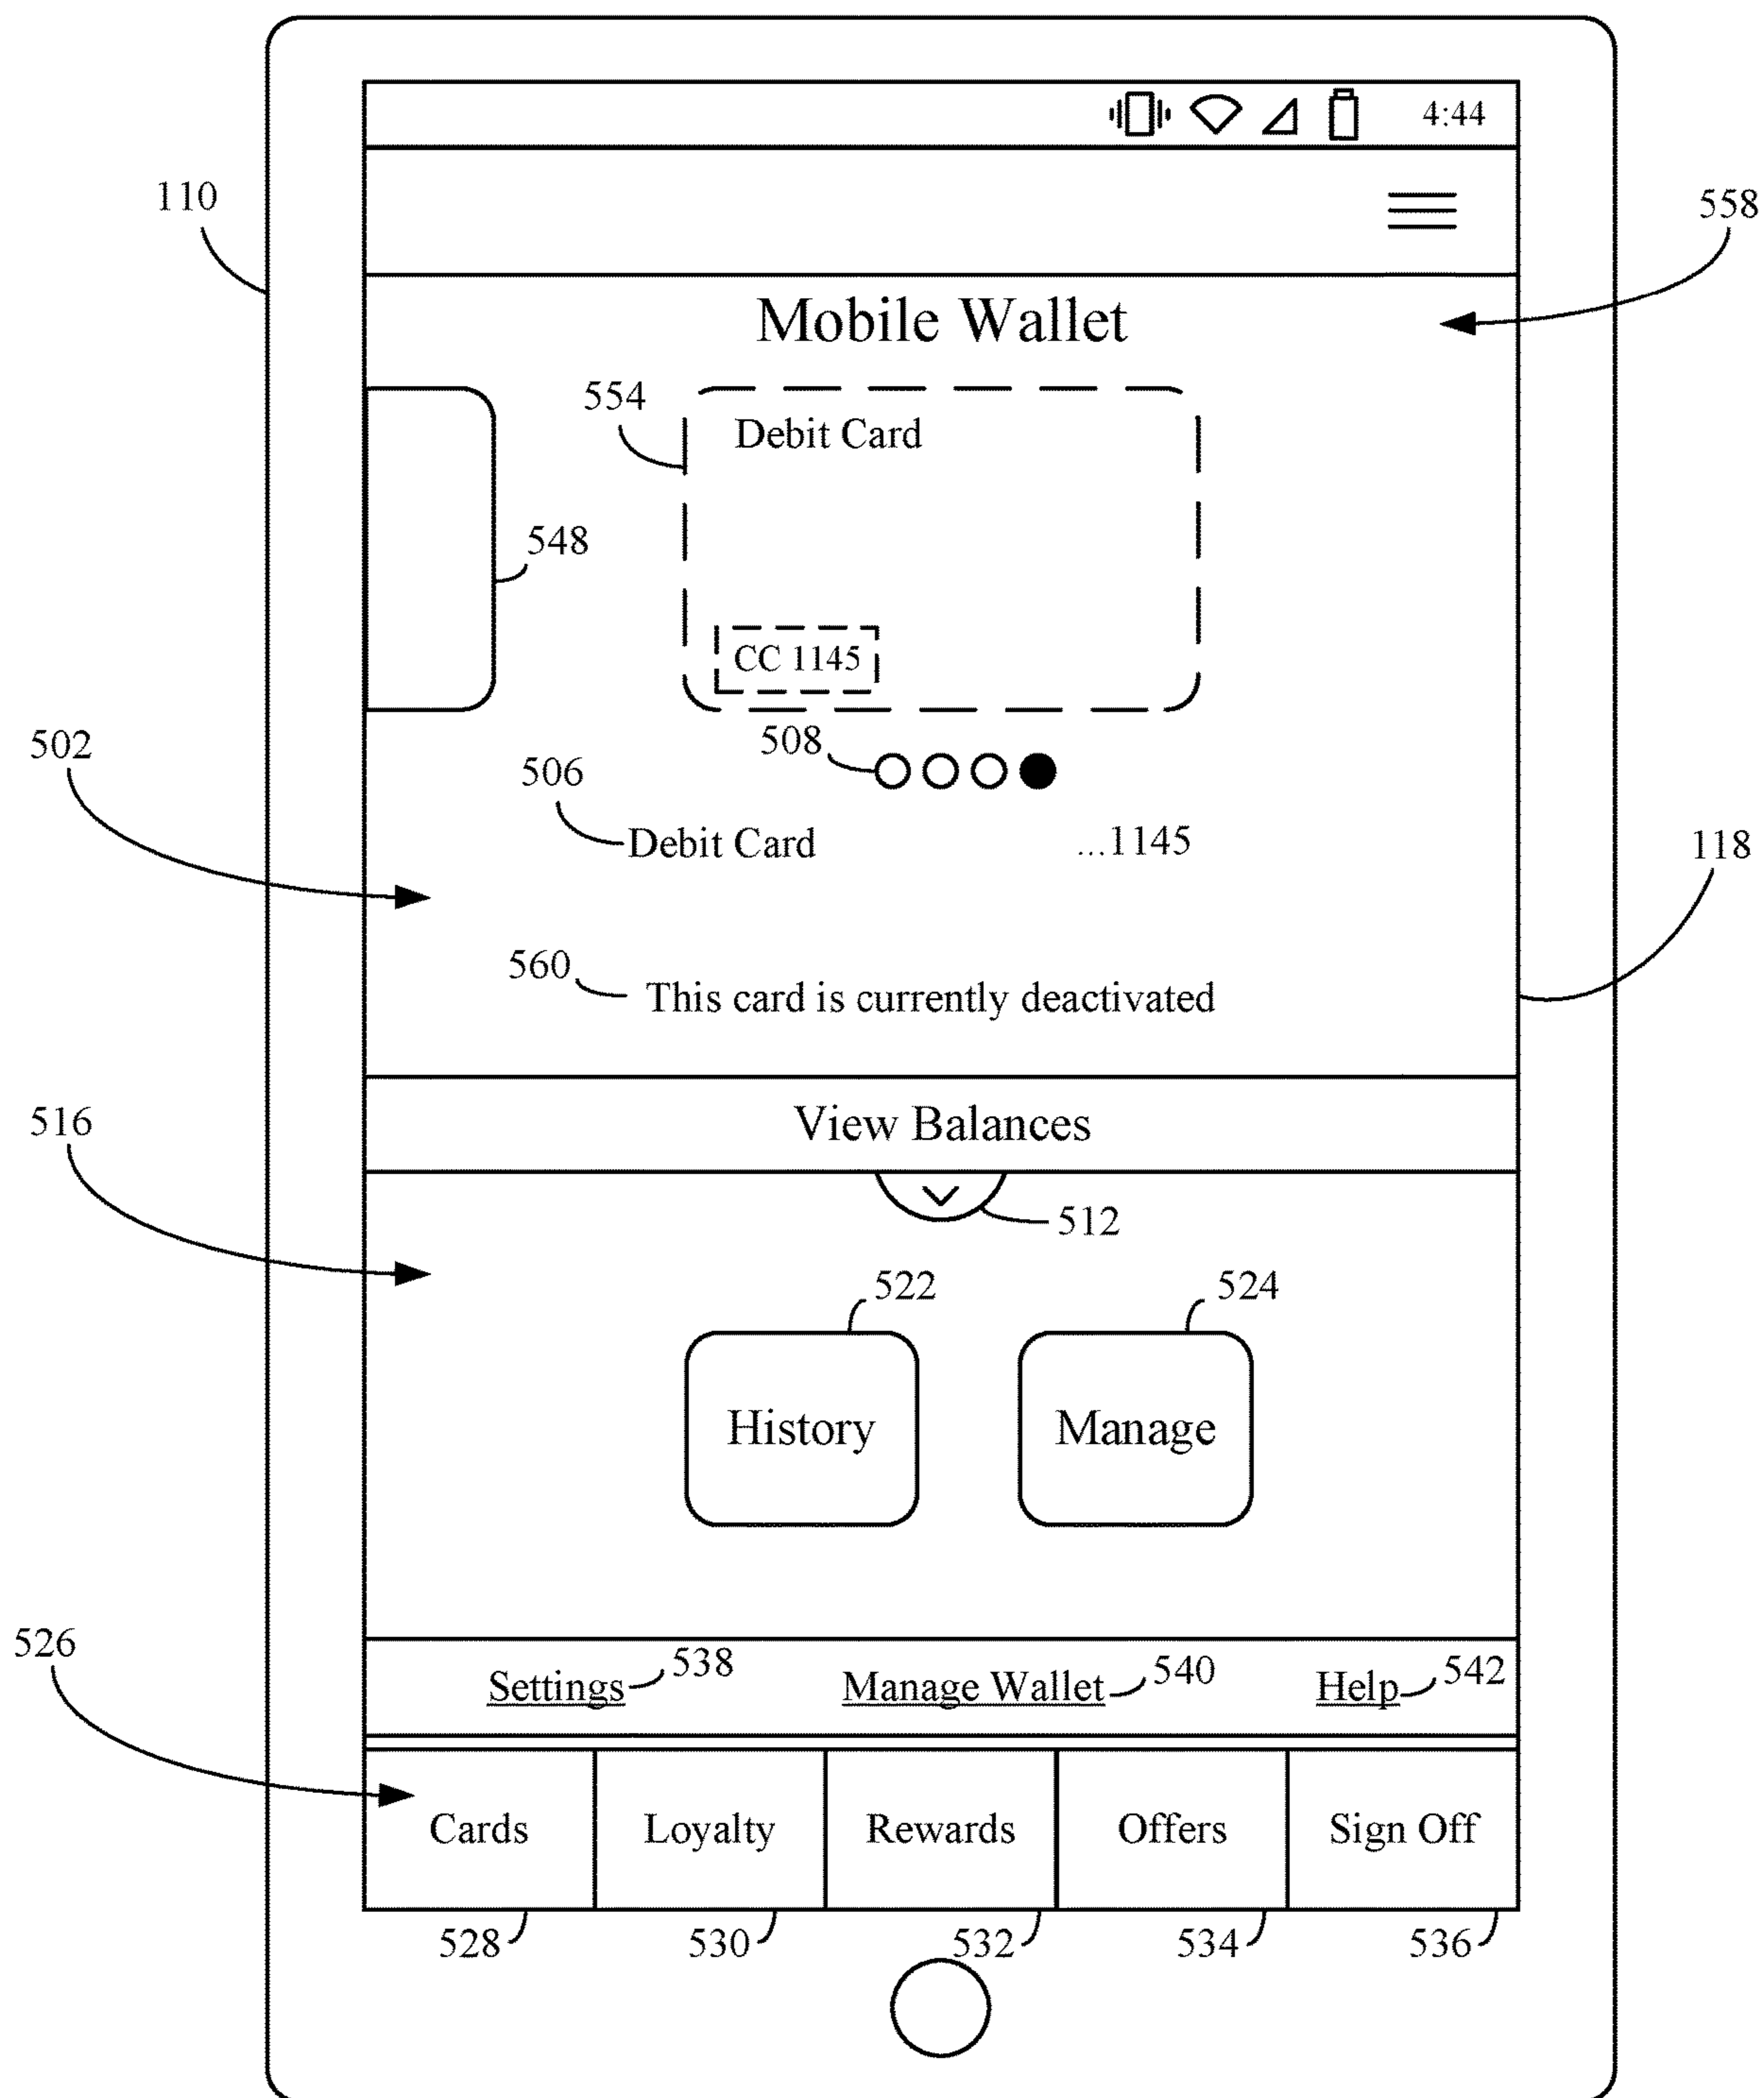 4:44
110
558
Mobile Wallet
554
Debit Card
548
CC 1145
502
508
506
Debit Card ...1145
118
560
This card is currently deactivated
516
View Balances
512
522 524
History Manage
526
Settings 538 Manage Wallet 540 Help 542
Cards Loyalty Rewards Offers Sign Off
528 530 532 534 536